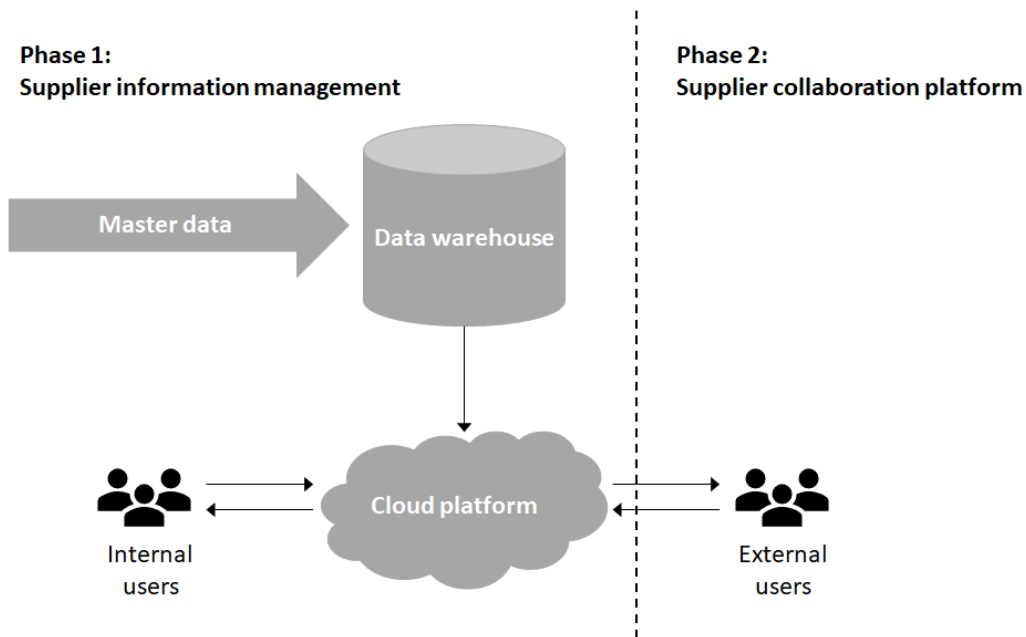 Phase 1:
Supplier information management
Phase 2:
Supplier collaboration platform
Master data
Data warehouse
Cloud platform
Internal
users
External
users